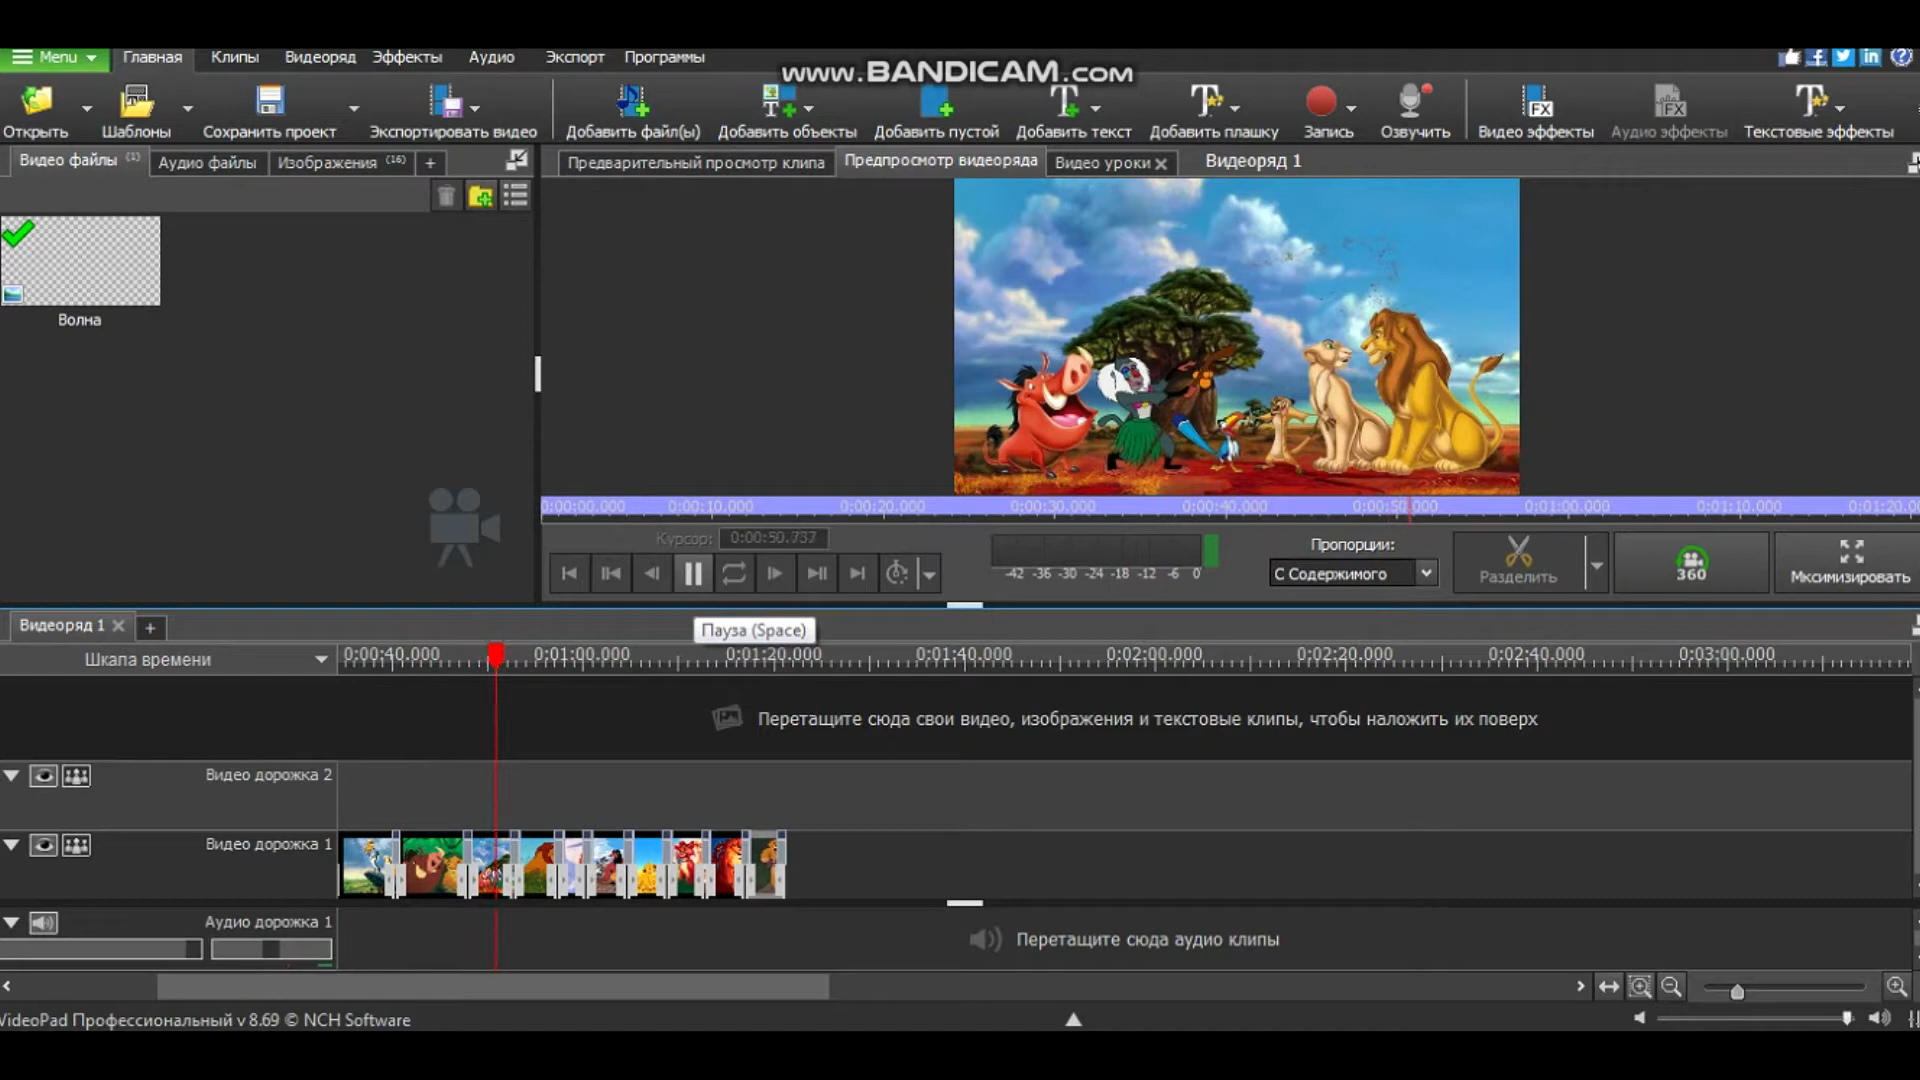 Menu Главная Клипы Видеоряд Эффекты Аудио Экспорт Программы
www.BANDICAM.com
Открыть Шаблоны Сохранить проект Экспортировать видео Добавить файл(ы) Добавить объекты Добавить пустой Добавить текст Добавить плашку Запись Озвучить Видео эффекты Аудио эффекты Текстовые эффекты
Видео файлы (1) Аудио файлы Изображения (16) + Предварительный просмотр клипа Предпросмотр видеоряда Видео уроки Видеоряд 1
Волна
0:00:00.000 0:00:10.000 0:00:20.000 0:00:30.000 0:00:40.000 0:00:50.000 0:01:00.000 0:01:10.000 0:01:20.0
Курсор: 0:00:50.737
Пропорции:
-42 -36 -30 -24 -18 -12 -6 0
С Содержимого
Разделить
360
Мксимизировать
Видеоряд 1 +
Пауза (Space)
Шкала времени
0:00:40.000 0:01:00.000 0:01:20.000 0:01:40.000 0:02:00.000 0:02:20.000 0:02:40.000 0:03:00.000
Перетащите сюда свои видео, изображения и текстовые клипы, чтобы наложить их поверх
Видео дорожка 2
Видео дорожка 1
Аудио дорожка 1
Перетащите сюда аудио клипы
VideoPad Профессиональный v 8.69 © NCH Software